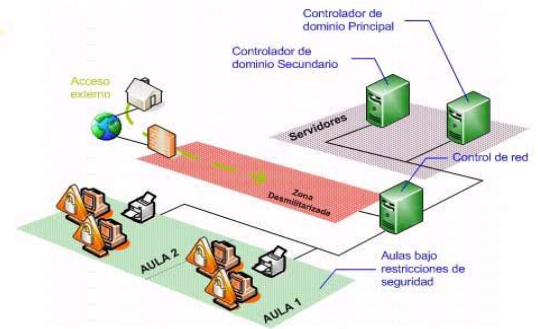 Controlador de
dominio Principal
Controlador de
dominio Secundario
Acceso
externo
Servidores
Control de red
Zona
Desmilitarizada
AULA 2
Aulas bajo
restricciones de
seguridad
AULA 1